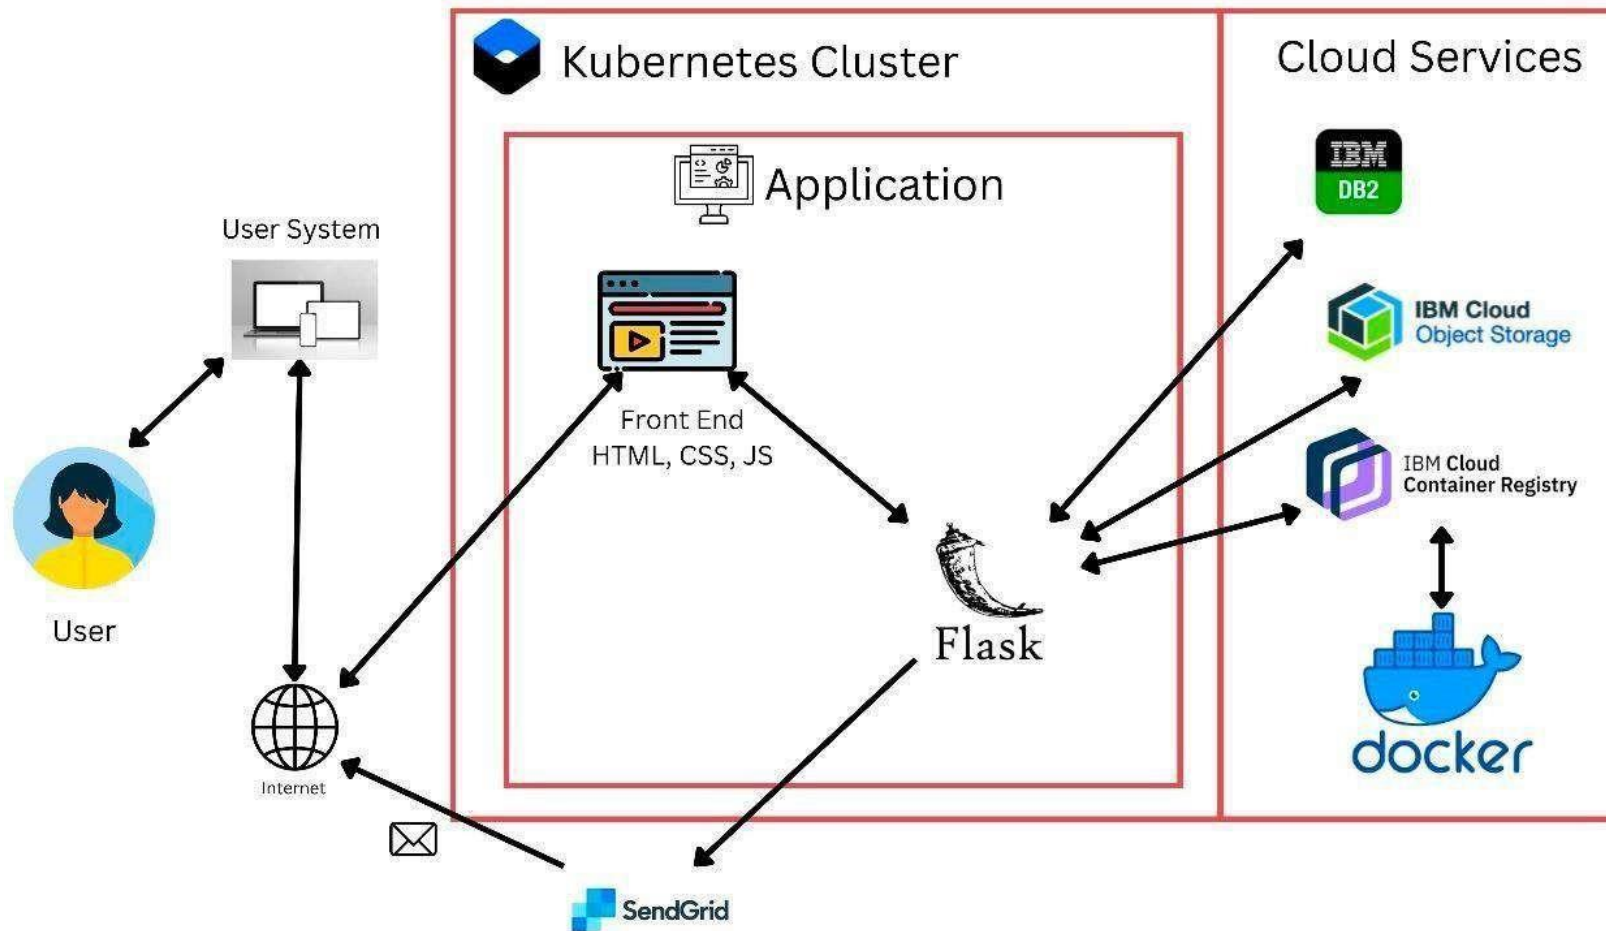 Kubernetes Cluster
Cloud Services
Application
IBM
DB2
User System
IBM Cloud
Object Storage
Front End
HTML, CSS, JS
IBM Cloud
Container Registry
User
Flask
docker
Internet
SendGrid